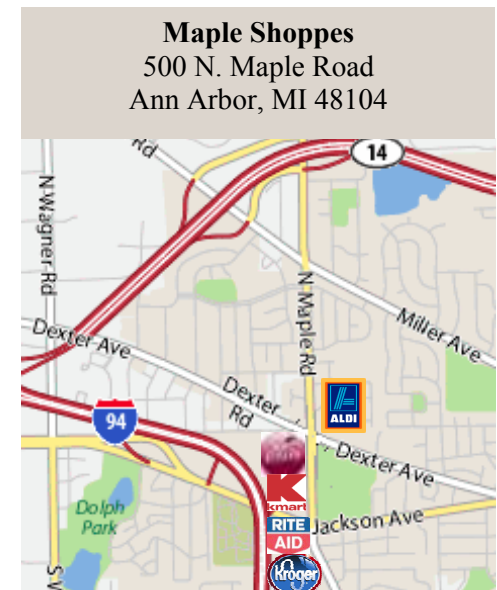 Maple Shoppes
500 N. Maple Road
Ann Arbor, MI 48104
Rd
14
N Wagner Rd
N Maple Rd
Miller Ave
Dexter Ave
Dexter
Rd
ALDI
94
Dexter Ave
kmart
Dolph
Park
RITE
AID
Jackson Ave
Kroger
S